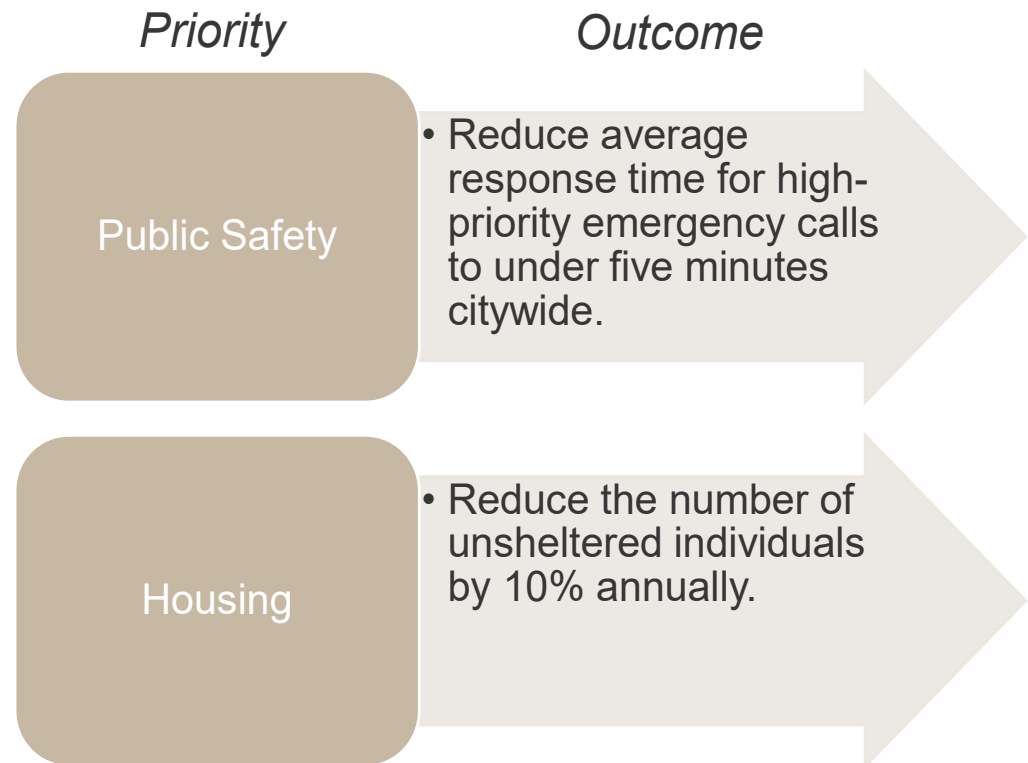 Priority
Outcome
Public Safety
• Reduce average
response time for high-
priority emergency calls
to under five minutes
citywide.
Housing
• Reduce the number of
unsheltered individuals
by 10% annually.